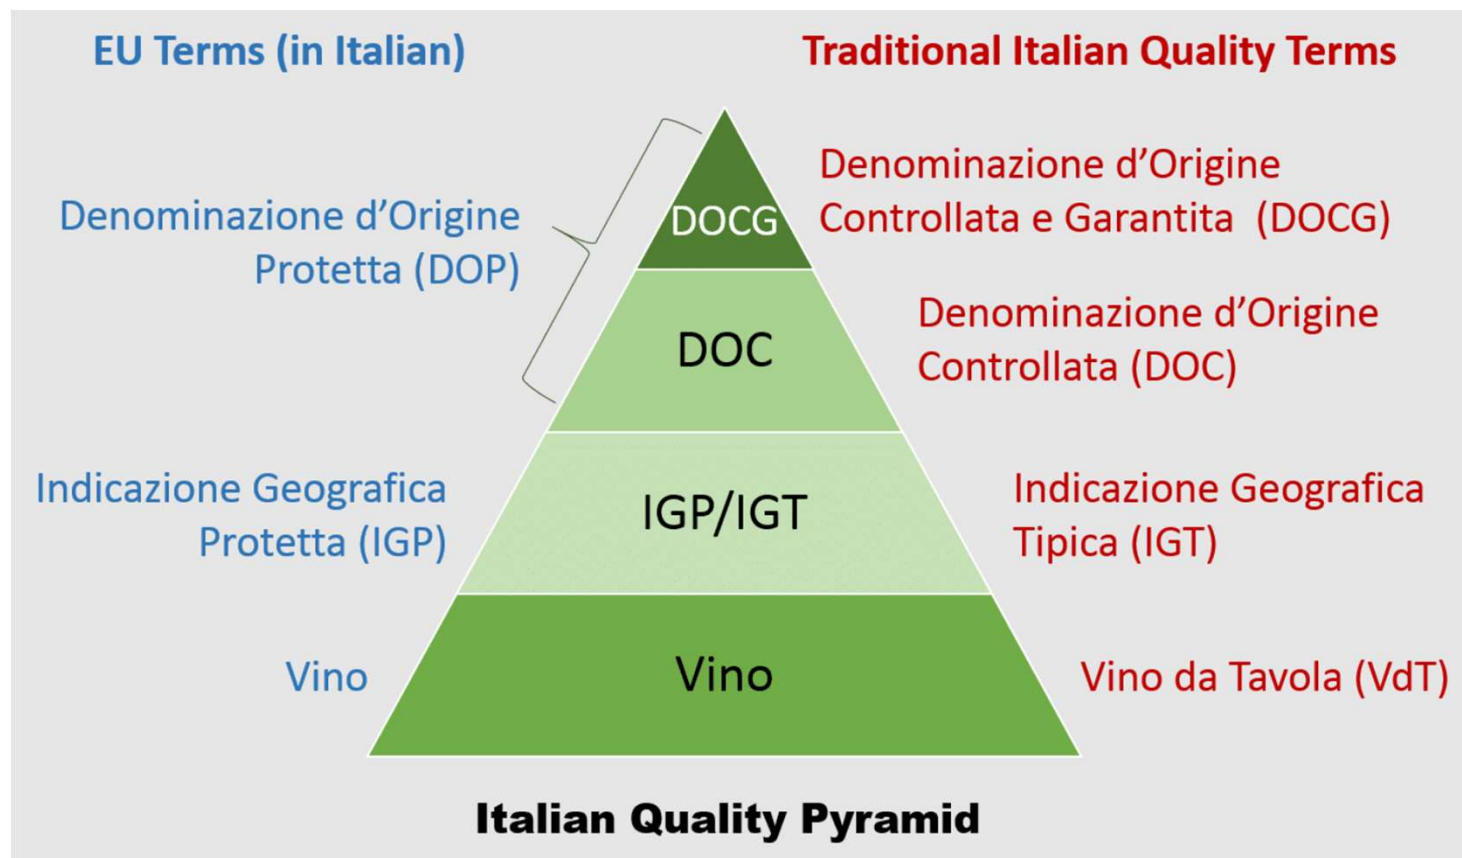 EU Terms (in Italian)
Traditional Italian Quality Terms
Denominazione d’Origine
Protetta (DOP)
DOCG
Denominazione d’Origine
Controllata e Garantita (DOCG)
DOC
Denominazione d’Origine
Controllata (DOC)
Indicazione Geografica
Protetta (IGP)
IGP/IGT
Indicazione Geografica
Tipica (IGT)
Vino
Vino
Vino da Tavola (VdT)
Italian Quality Pyramid